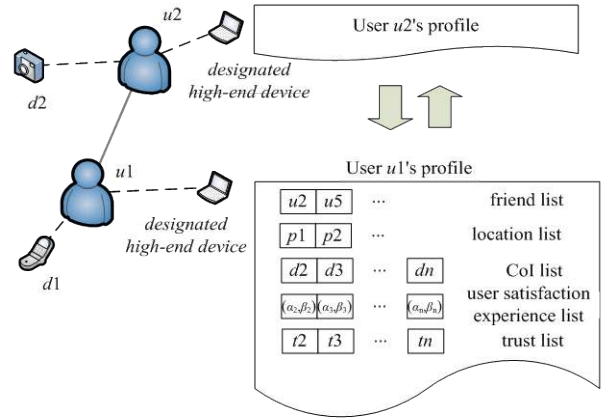 u2
User u2's profile
designated
high-end device
d2
u1
User u1's profile
designated
high-end device
d1
u2 u5 ... friend list
p1 p2 ... location list
d2 d3 ... dn CoI list
(α2,β2) (α3,β3) ... (αn,βn) user satisfaction
experience list
t2 t3 ... tn trust list